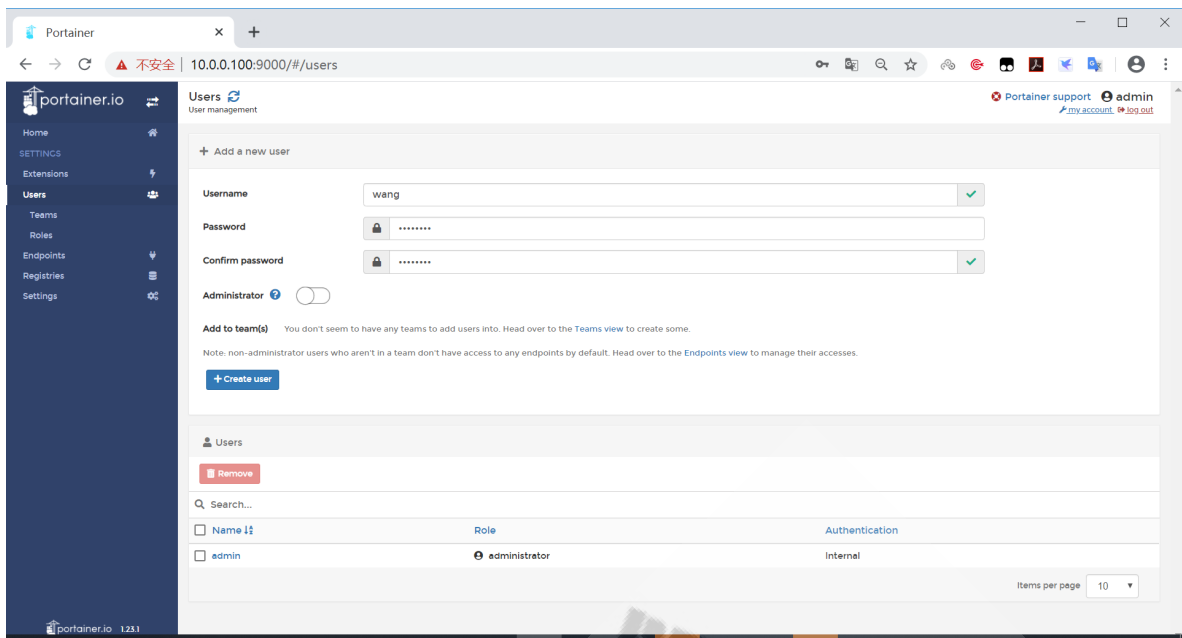 Portainer
不安全 | 10.0.0.100:9000/#/users
portainer.io
Users
User management
Portainer support admin
my account log out
Home
SETTINGS
Extensions
Users
Teams
Roles
Endpoints
Registries
Settings
+ Add a new user
Username wang
Password ••••••••
Confirm password ••••••••
Administrator
Add to team(s) You don't seem to have any teams to add users into. Head over to the Teams view to create some.
Note: non-administrator users who aren't in a team don't have access to any endpoints by default. Head over to the Endpoints view to manage their accesses.
+ Create user
Users
Remove
Search...
Name Role Authentication
admin administrator Internal
Items per page 10
portainer.io 1.23.1